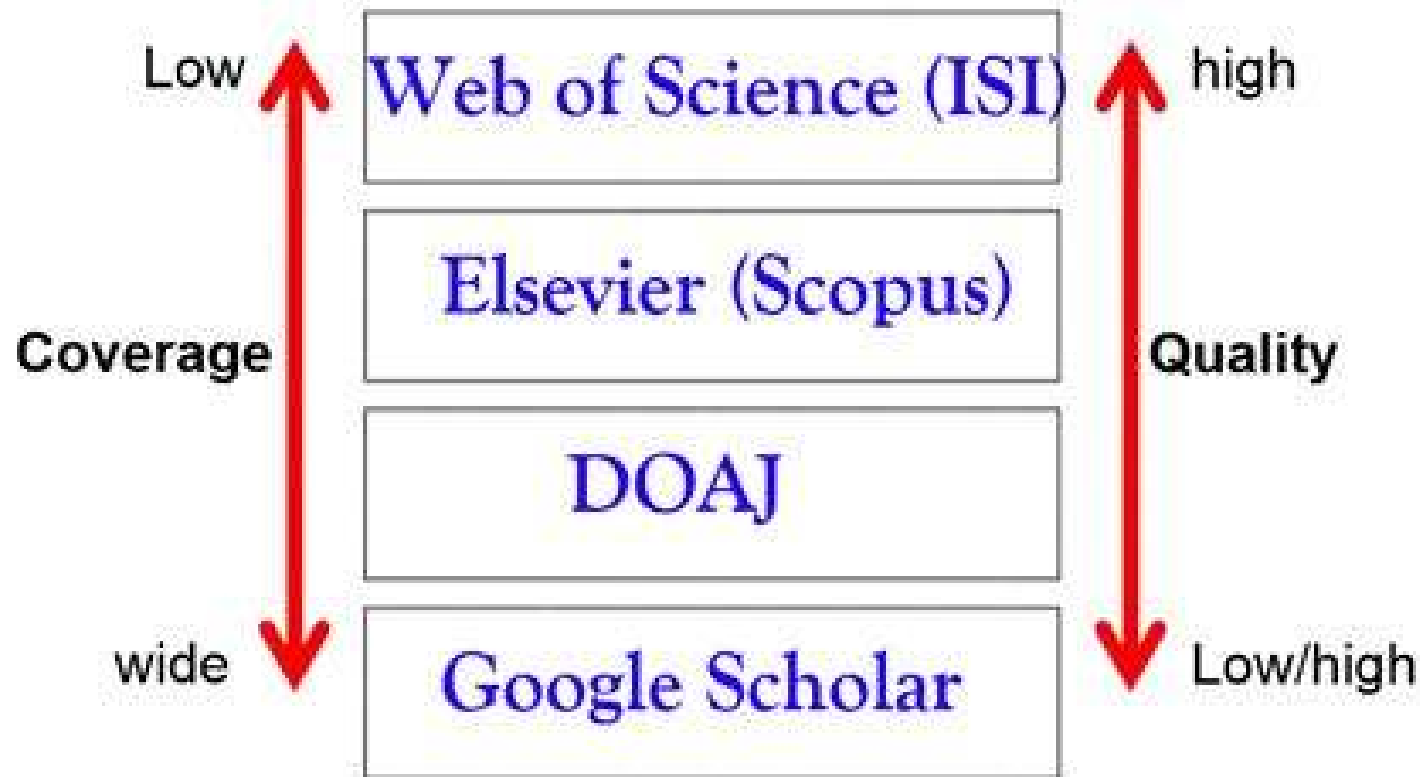 Low
Web of Science (ISI)
high
Elsevier (Scopus)
Coverage
Quality
DOAJ
wide
Google Scholar
Low/high